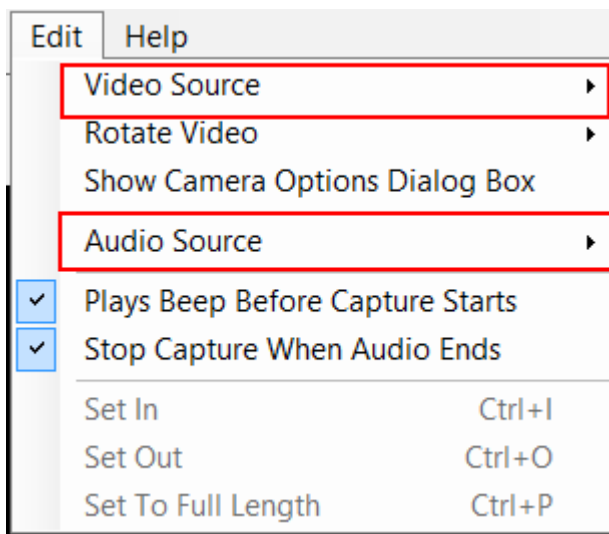 Edit Help
Video Source
Rotate Video
Show Camera Options Dialog Box
Audio Source
Plays Beep Before Capture Starts
Stop Capture When Audio Ends
Set In Ctrl+I
Set Out Ctrl+O
Set To Full Length Ctrl+P